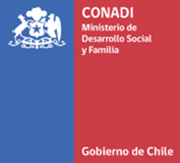 CONADI
Ministerio de
Desarrollo Social
y Familia
Gobierno de Chile